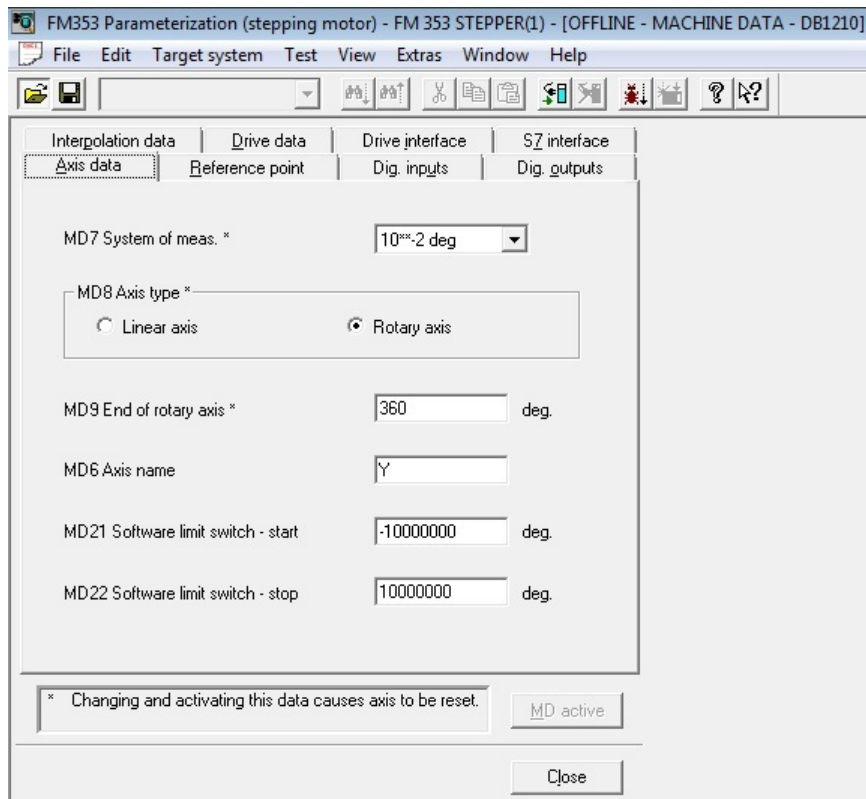 FM353 Parameterization (stepping motor) - FM 353 STEPPER(1) - [OFFLINE - MACHINE DATA - DB1210]
File Edit Target system Test View Extras Window Help
Interpolation data Drive data Drive interface S7 interface
Axis data Reference point Dig. inputs Dig. outputs
MD7 System of meas. * 10**-2 deg
MD8 Axis type *
Linear axis Rotary axis
MD9 End of rotary axis * 360 deg.
MD6 Axis name Y
MD21 Software limit switch - start -10000000 deg.
MD22 Software limit switch - stop 10000000 deg.
* Changing and activating this data causes axis to be reset. MD active
Close